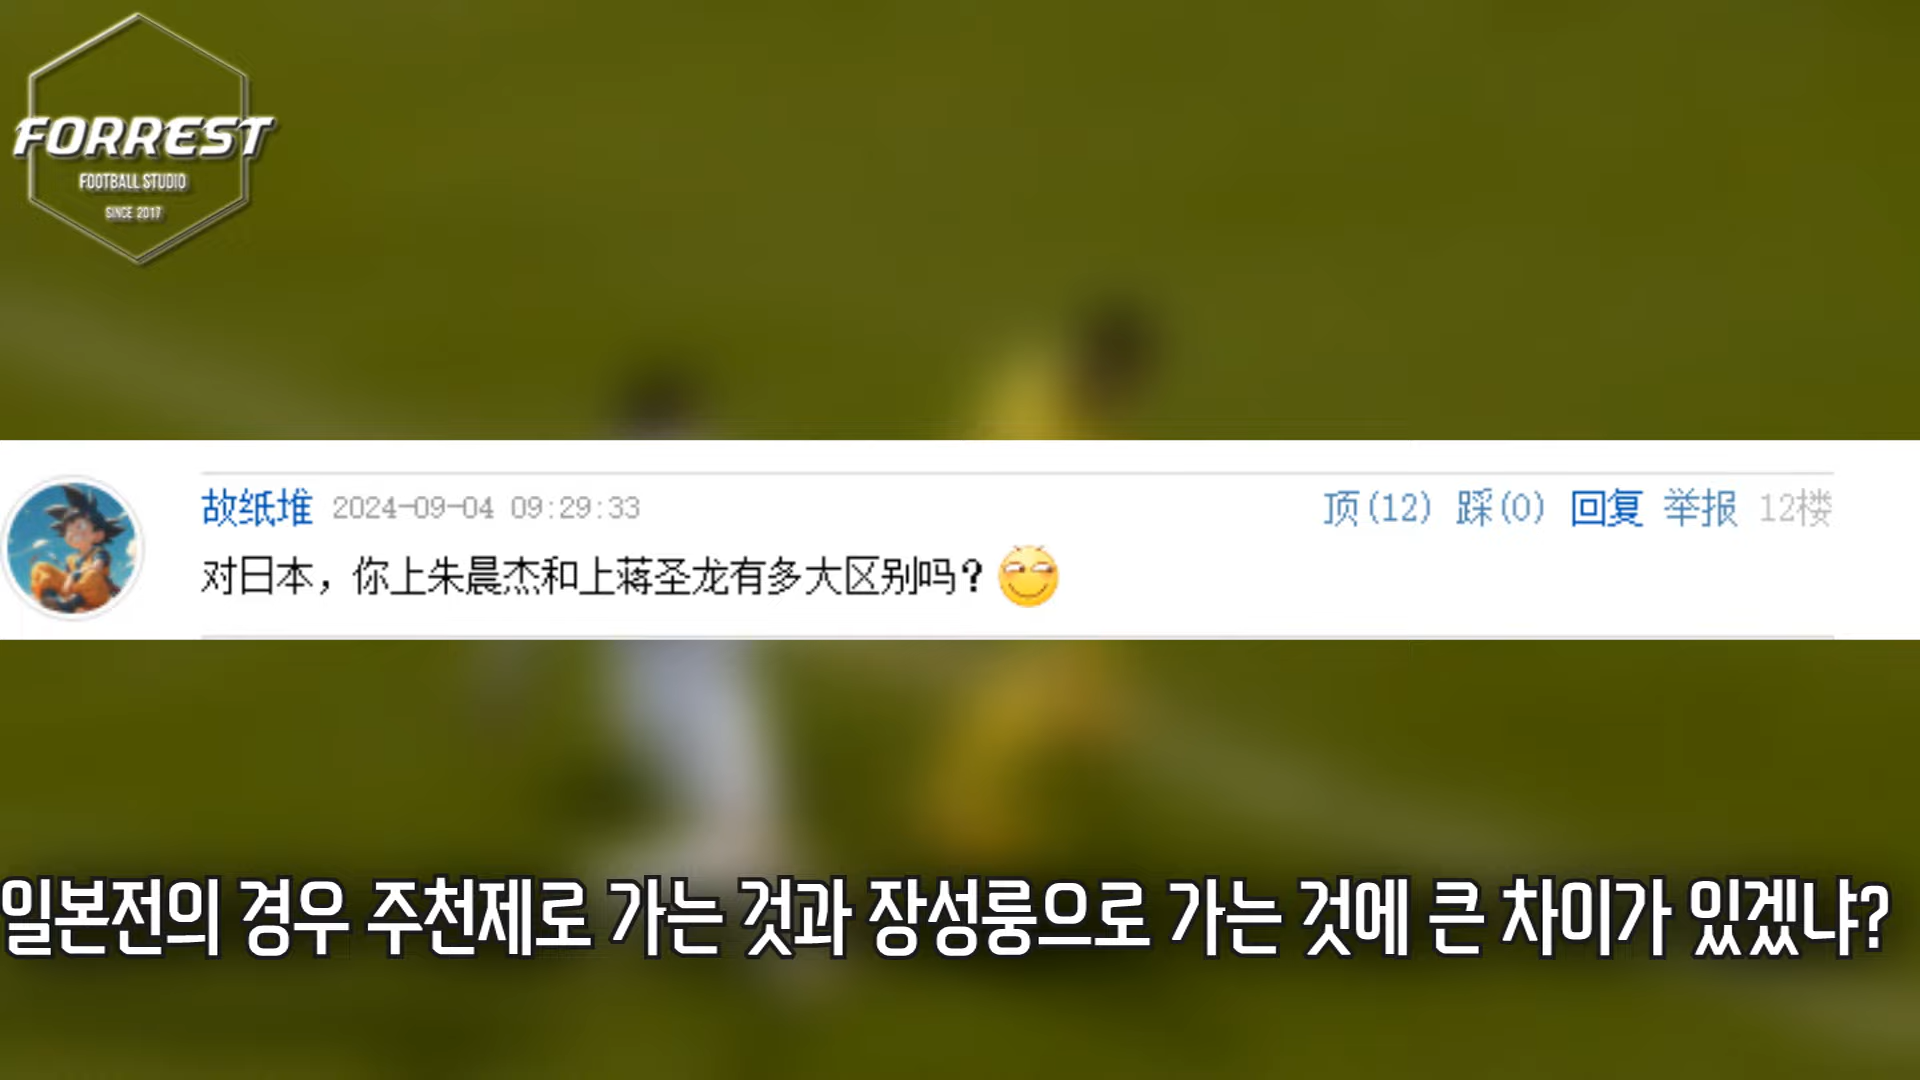 FORREST
FOOTBALL STUDIO
SINCE 2017
故纸堆 2024-09-04 09:29:33 顶(12) 踩(0) 回复 举报 12楼
对日本，你上朱晨杰和上蒋圣龙有多大区别吗？
일본전의 경우 주천제로 가는 것과 장성룽으로 가는 것에 큰 차이가 있겠냐?